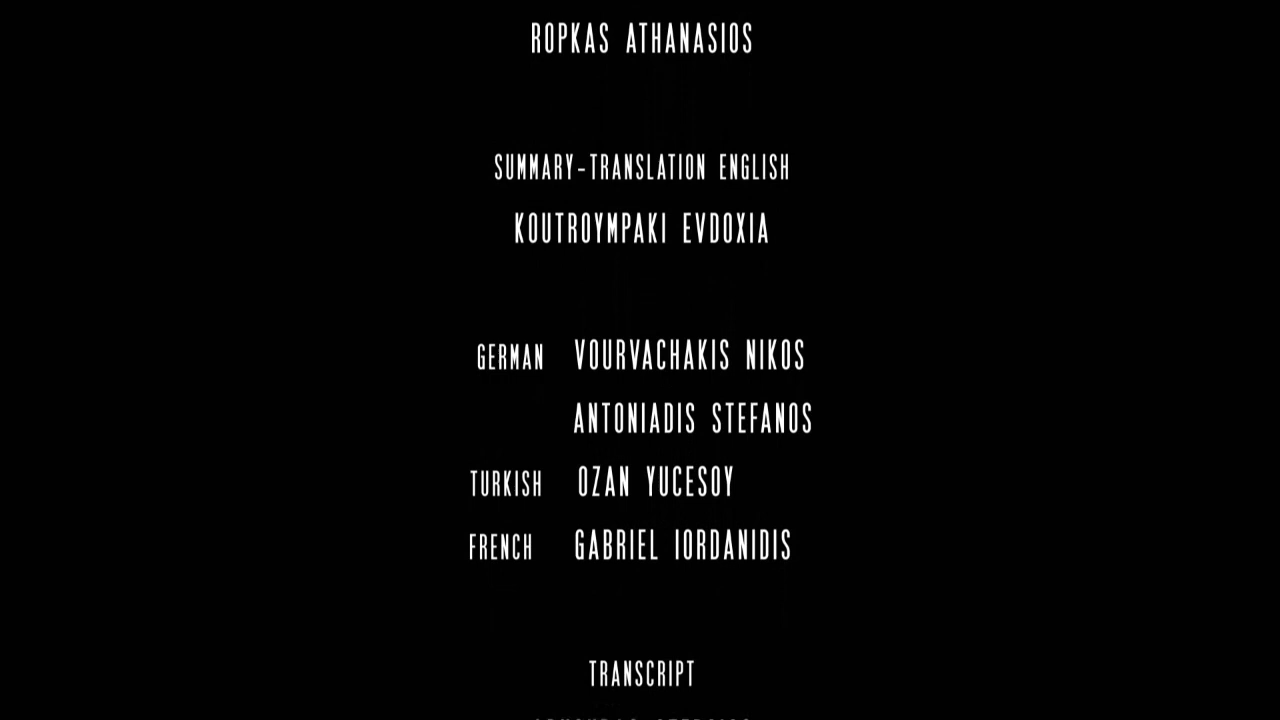 ROPKAS ATHANASIOS
SUMMARY-TRANSLATION ENGLISH
KOUTROYMPAKI EVDOXIA
GERMAN VOURVACHAKIS NIKOS
ANTONIADIS STEFANOS
TURKISH OZAN YUCESOY
FRENCH GABRIEL IORDANIDIS
TRANSCRIPT